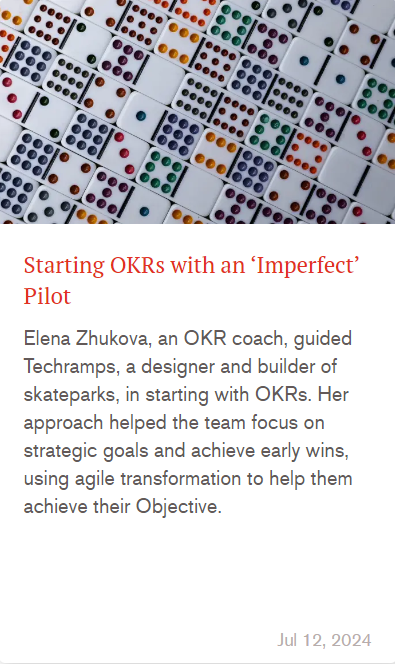 Starting OKRs with an ‘Imperfect’
Pilot
Elena Zhukova, an OKR coach, guided
Techramps, a designer and builder of
skateparks, in starting with OKRs. Her
approach helped the team focus on
strategic goals and achieve early wins,
using agile transformation to help them
achieve their Objective.
Jul 12, 2024